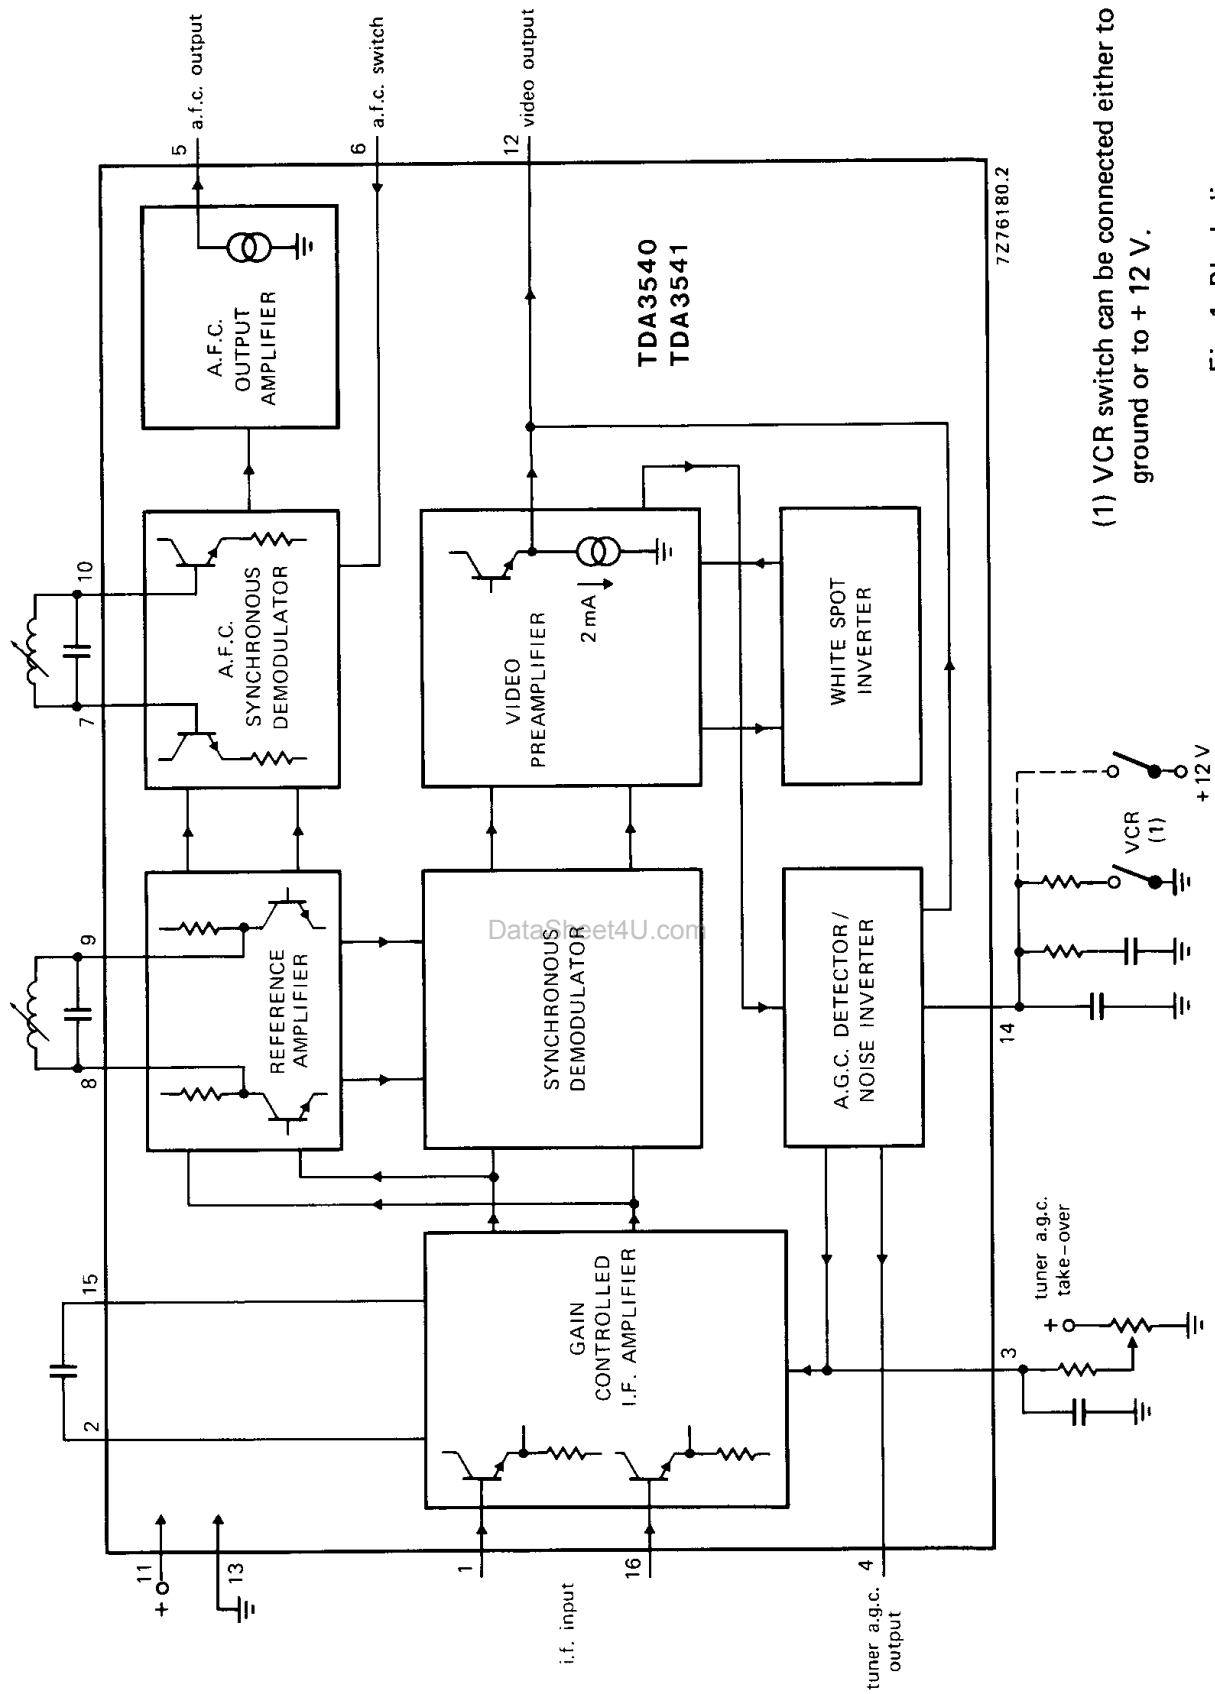 a.f.c. output
a.f.c. switch
video output
5
6
12
A.F.C.
OUTPUT
AMPLIFIER
TDA3540
TDA3541
7Z76180.2
10
7
A.F.C.
SYNCHRONOUS
DEMODULATOR
VIDEO
PREAMPLIFIER
2 mA
WHITE SPOT
INVERTER
9
8
REFERENCE
AMPLIFIER
SYNCHRONOUS
DEMODULATOR
A.G.C. DETECTOR/
NOISE INVERTER
14
VCR
(1)
+12 V
15
2
GAIN
CONTROLLED
I.F. AMPLIFIER
3
tuner a.g.c.
take-over
+
11
+
13
1
16
i.f. input
4
tuner a.g.c.
output
(1) VCR switch can be connected either to
ground or to + 12 V.
DataSheet4U.com